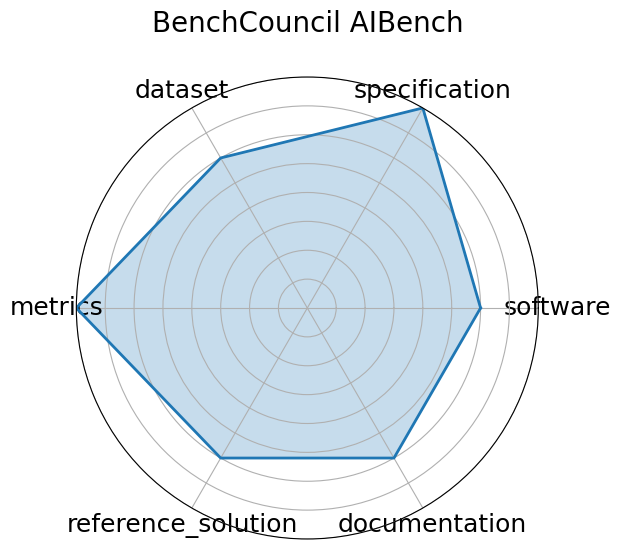 BenchCouncil AIBench
dataset
specification
metrics
software
reference_solution
documentation